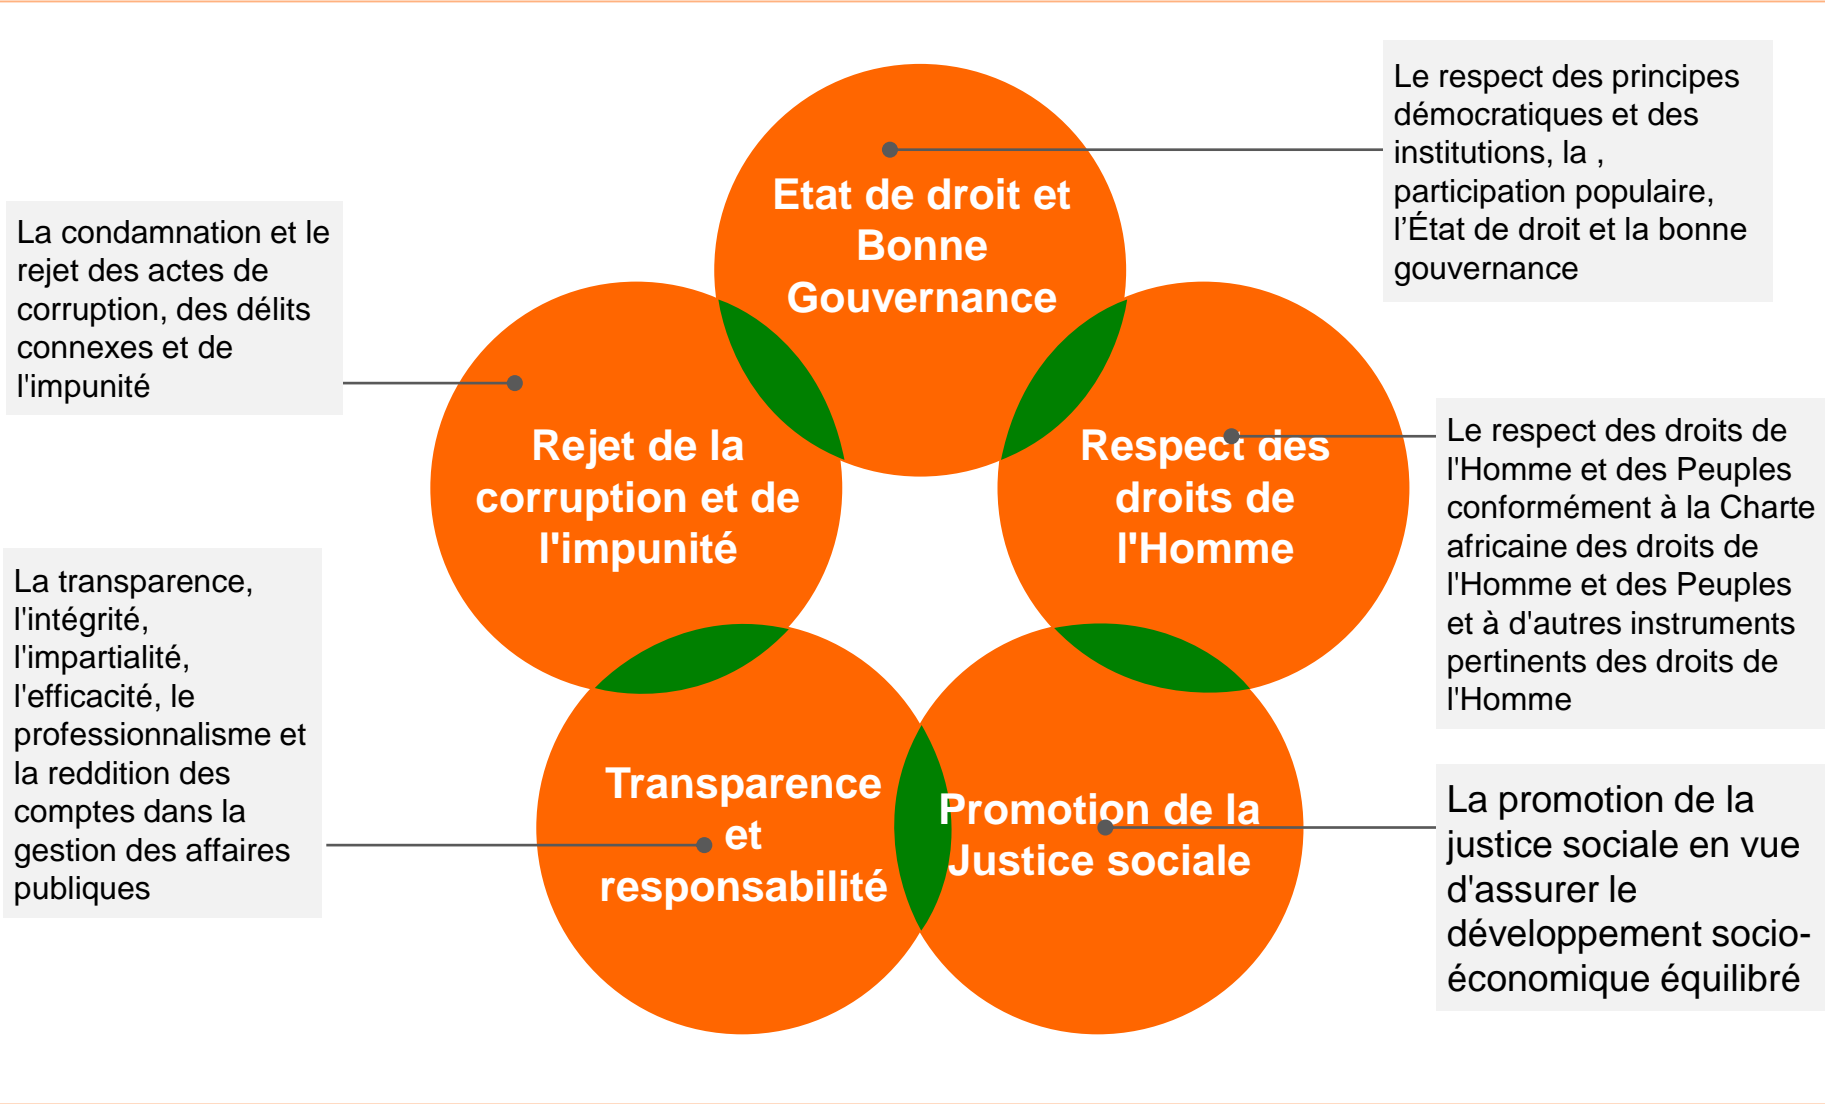 Etat de droit et
Bonne
Gouvernance
Le respect des principes
démocratiques et des
institutions, la ,
participation populaire,
l’État de droit et la bonne
gouvernance
Respect des
droits de
l'Homme
Le respect des droits de
l'Homme et des Peuples
conformément à la Charte
africaine des droits de
l'Homme et des Peuples
et à d'autres instruments
pertinents des droits de
l'Homme
Promotion de la
Justice sociale
La promotion de la
justice sociale en vue
d'assurer le
développement socio-
économique équilibré
Transparence
et
responsabilité
La transparence,
l'intégrité,
l'impartialité,
l'efficacité, le
professionnalisme et
la reddition des
comptes dans la
gestion des affaires
publiques
Rejet de la
corruption et de
l'impunité
La condamnation et le
rejet des actes de
corruption, des délits
connexes et de
l'impunité